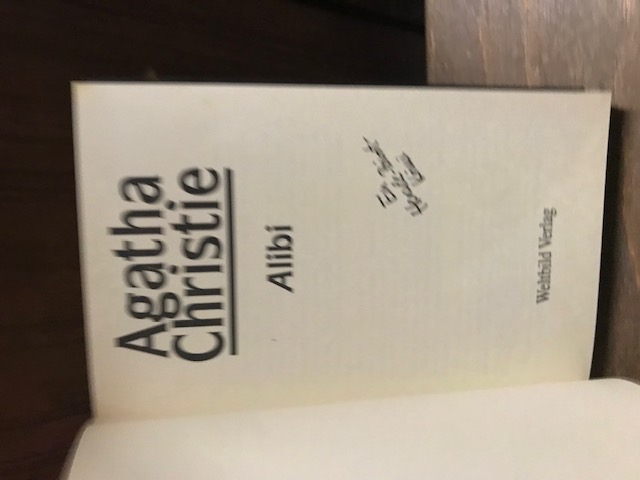 Agatha
Christie
Alibi
Weltbild Verlag